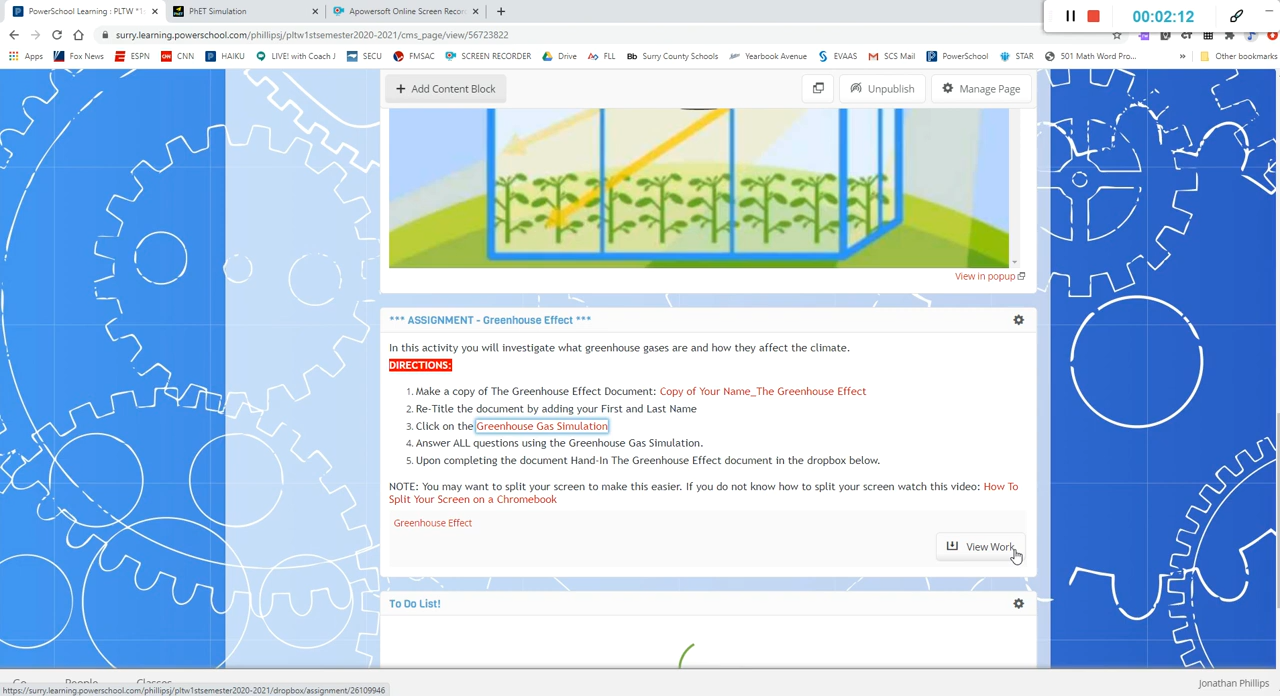 PowerSchool Learning : PLTW *1
PhET Simulation
Apowersoft Online Screen Recor
00:02:12
surry.learning.powerschool.com/phillipsj/pltw1stsemester2020-2021/cms_page/view/56723822
Apps
Fox News
ESPN
CNN
HAIKU
LIVE! with Coach J
SECU
FMSAC
SCREEN RECORDER
Drive
FLL
Bb Surry County Schools
Yearbook Avenue
EVAAS
SCS Mail
PowerSchool
STAR
501 Math Word Pro...
»
Other bookmarks
+ Add Content Block
Unpublish
Manage Page
View in popup
*** ASSIGNMENT - Greenhouse Effect ***
In this activity you will investigate what greenhouse gases are and how they affect the climate.
DIRECTIONS:
1. Make a copy of The Greenhouse Effect Document: Copy of Your Name_The Greenhouse Effect
2. Re-Title the document by adding your First and Last Name
3. Click on the Greenhouse Gas Simulation
4. Answer ALL questions using the Greenhouse Gas Simulation.
5. Upon completing the document Hand-In The Greenhouse Effect document in the dropbox below.
NOTE: You may want to split your screen to make this easier. If you do not know how to split your screen watch this video: How To
Split Your Screen on a Chromebook
Greenhouse Effect
View Work
To Do List!
Go
People
Classes
Jonathan Phillips
https://surry.learning.powerschool.com/phillipsj/pltw1stsemester2020-2021/dropbox/assignment/26109946